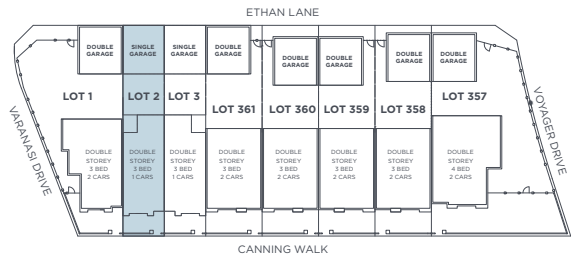 ETHAN LANE
DOUBLE
GARAGE
SINGLE
GARAGE
SINGLE
GARAGE
DOUBLE
GARAGE
DOUBLE
GARAGE
DOUBLE
GARAGE
DOUBLE
GARAGE
DOUBLE
GARAGE
LOT 1
LOT 2
LOT 3
LOT 361
LOT 360
LOT 359
LOT 358
LOT 357
VARANASI DRIVE
VOYAGER DRIVE
DOUBLE
STOREY
3 BED
2 CARS
DOUBLE
STOREY
3 BED
1 CARS
DOUBLE
STOREY
3 BED
1 CARS
DOUBLE
STOREY
3 BED
2 CARS
DOUBLE
STOREY
3 BED
2 CARS
DOUBLE
STOREY
3 BED
2 CARS
DOUBLE
STOREY
3 BED
2 CARS
DOUBLE
STOREY
4 BED
2 CARS
CANNING WALK